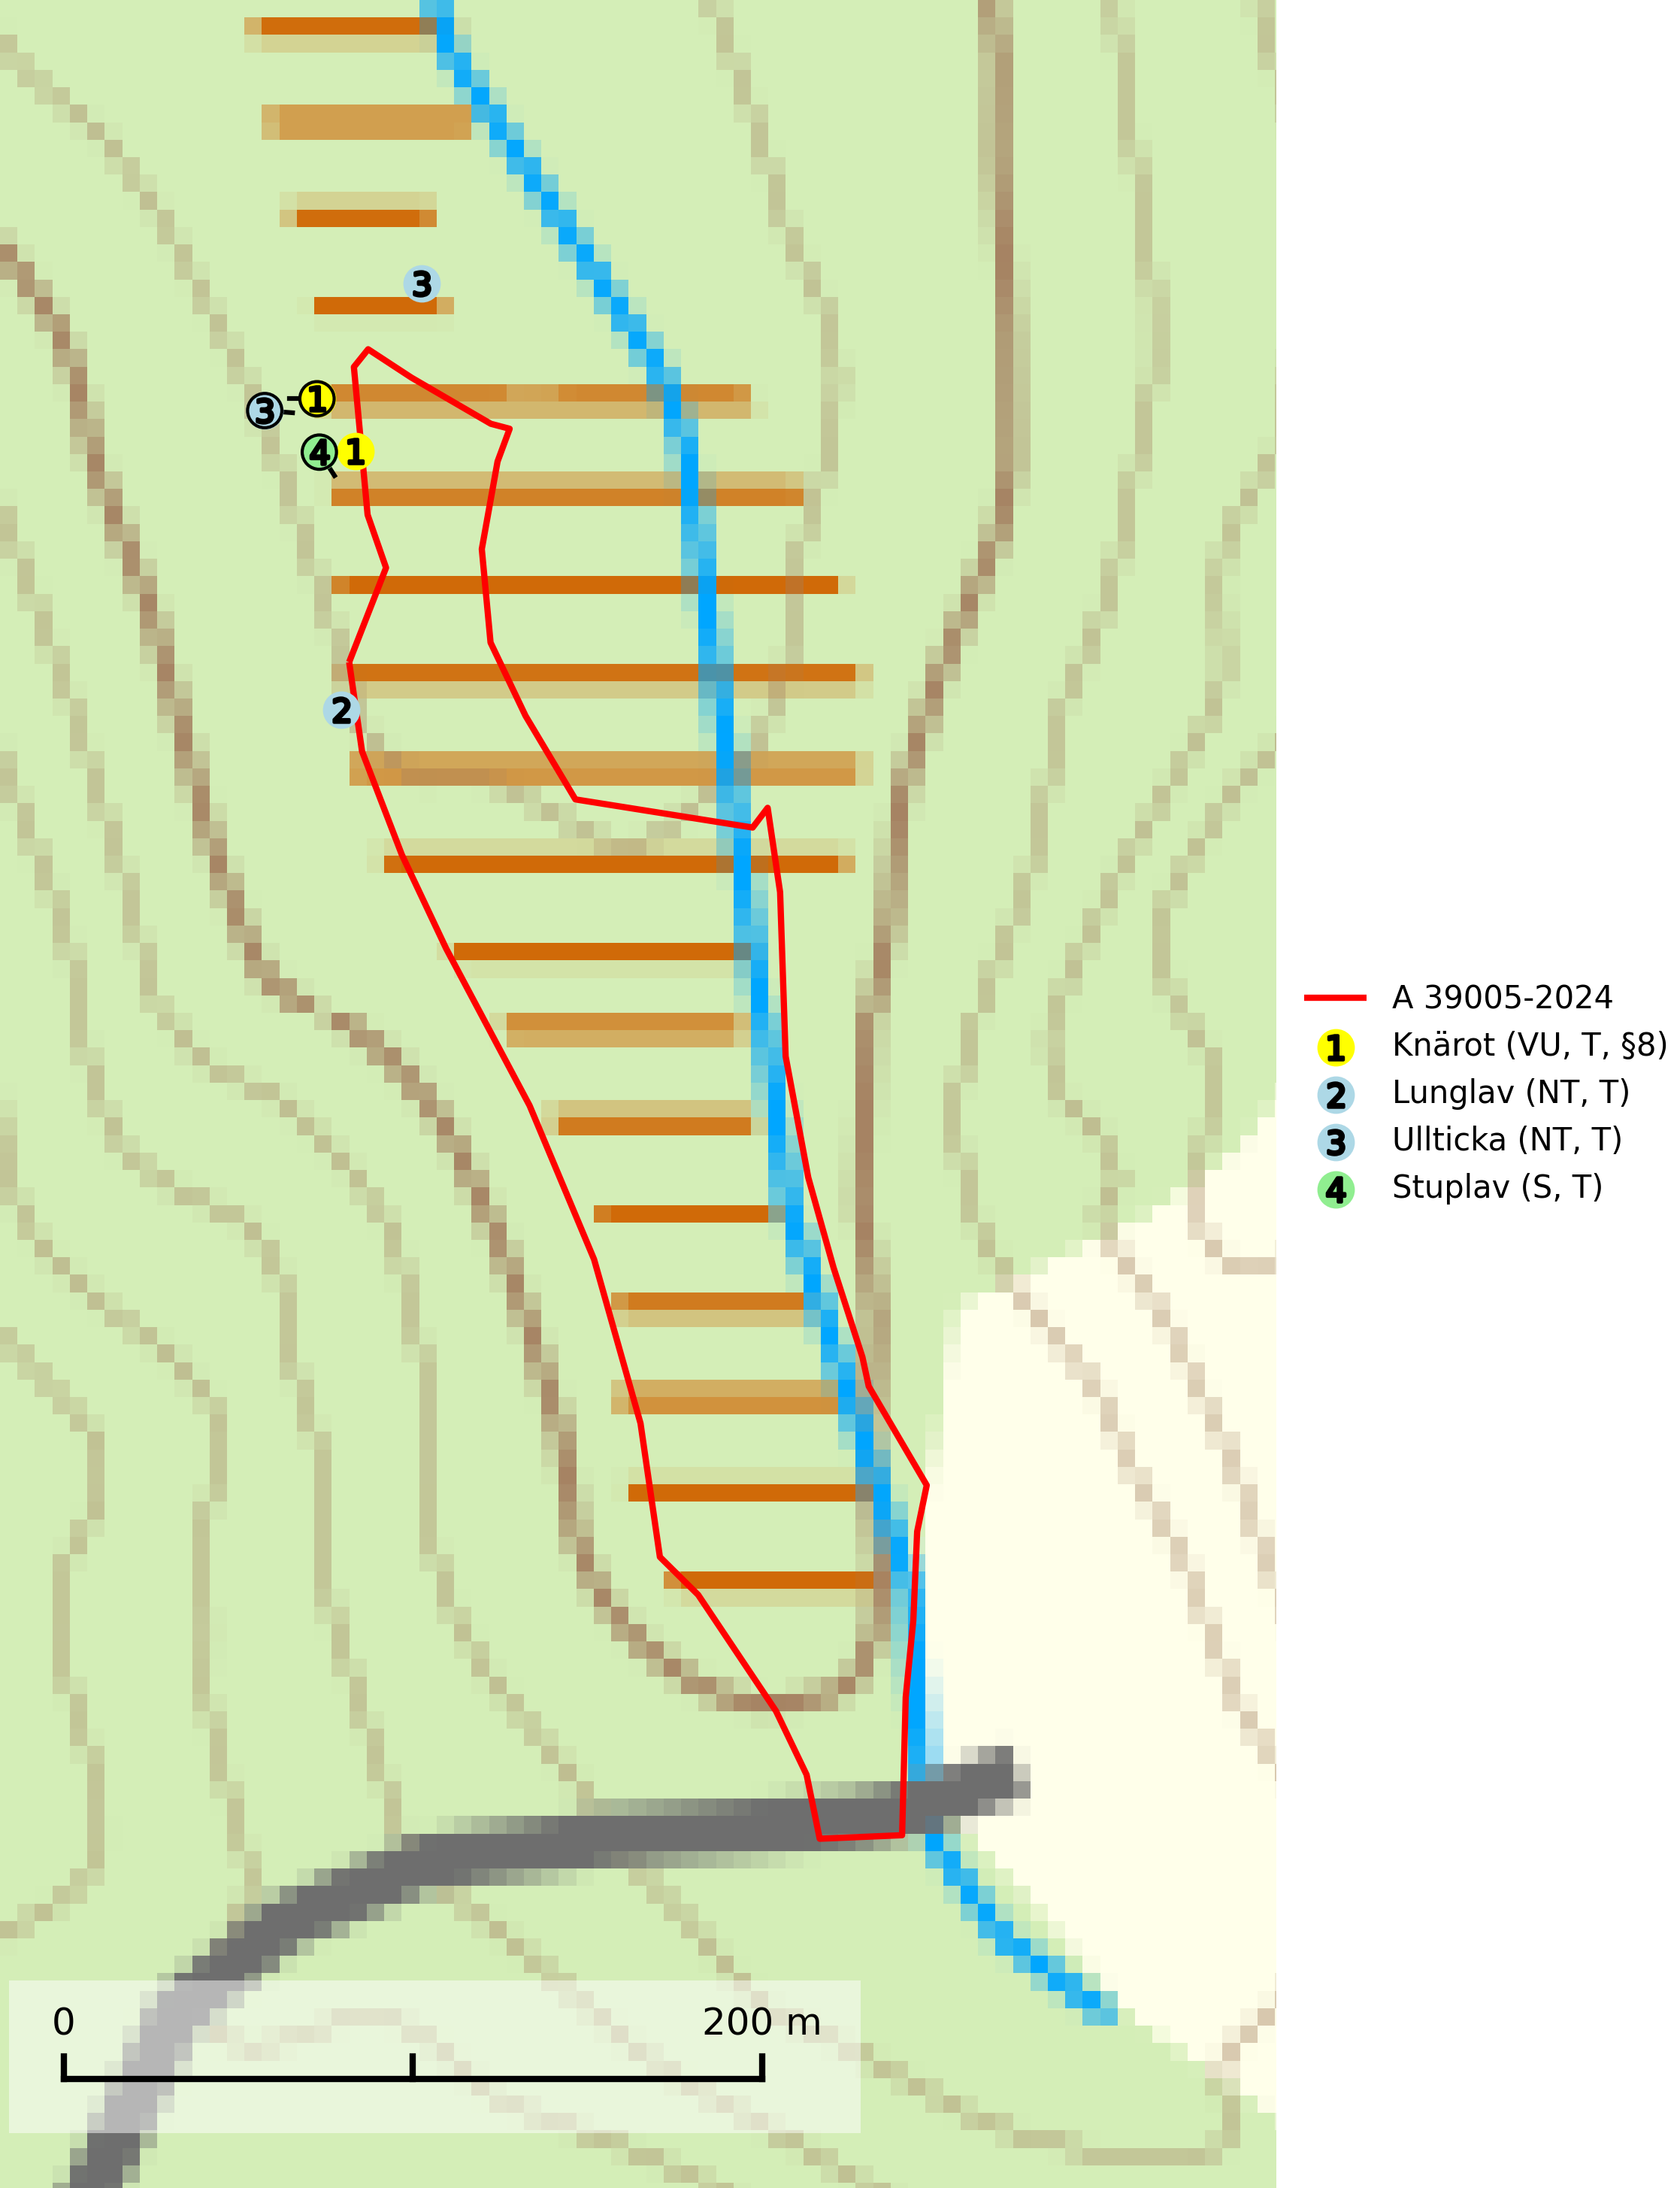 3
1
3
4 1
2
A 39005-2024
1 Knärot (VU, T, §8)
2 Lunglav (NT, T)
3 Ullticka (NT, T)
4 Stuplav (S, T)
0 200 m